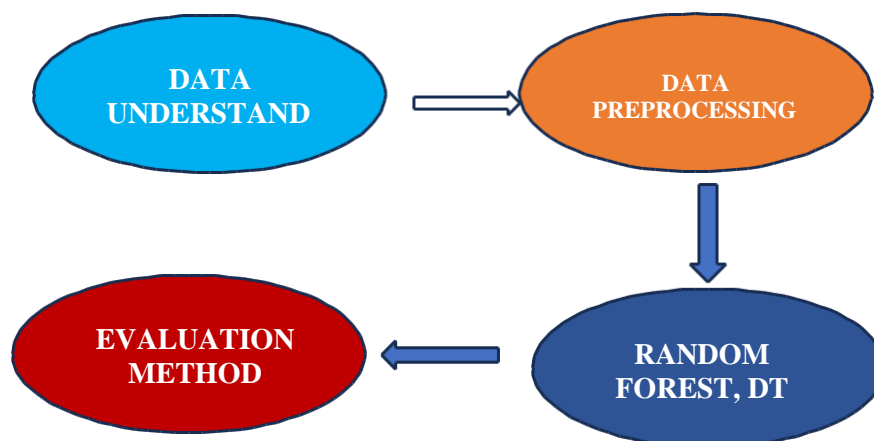 DATA
UNDERSTAND
DATA
PREPROCESSING
RANDOM
FOREST, DT
EVALUATION
METHOD